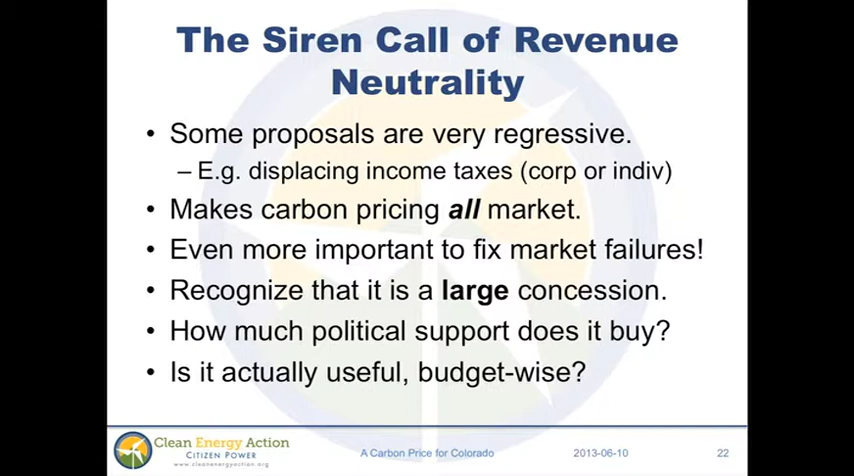 The Siren Call of Revenue
Neutrality
• Some proposals are very regressive.
– E.g. displacing income taxes (corp or indiv)
• Makes carbon pricing all market.
• Even more important to fix market failures!
• Recognize that it is a large concession.
• How much political support does it buy?
• Is it actually useful, budget-wise?
Clean Energy Action
CITIZEN POWER
www.cleanenergyaction.org
A Carbon Price for Colorado
2013-06-10
22